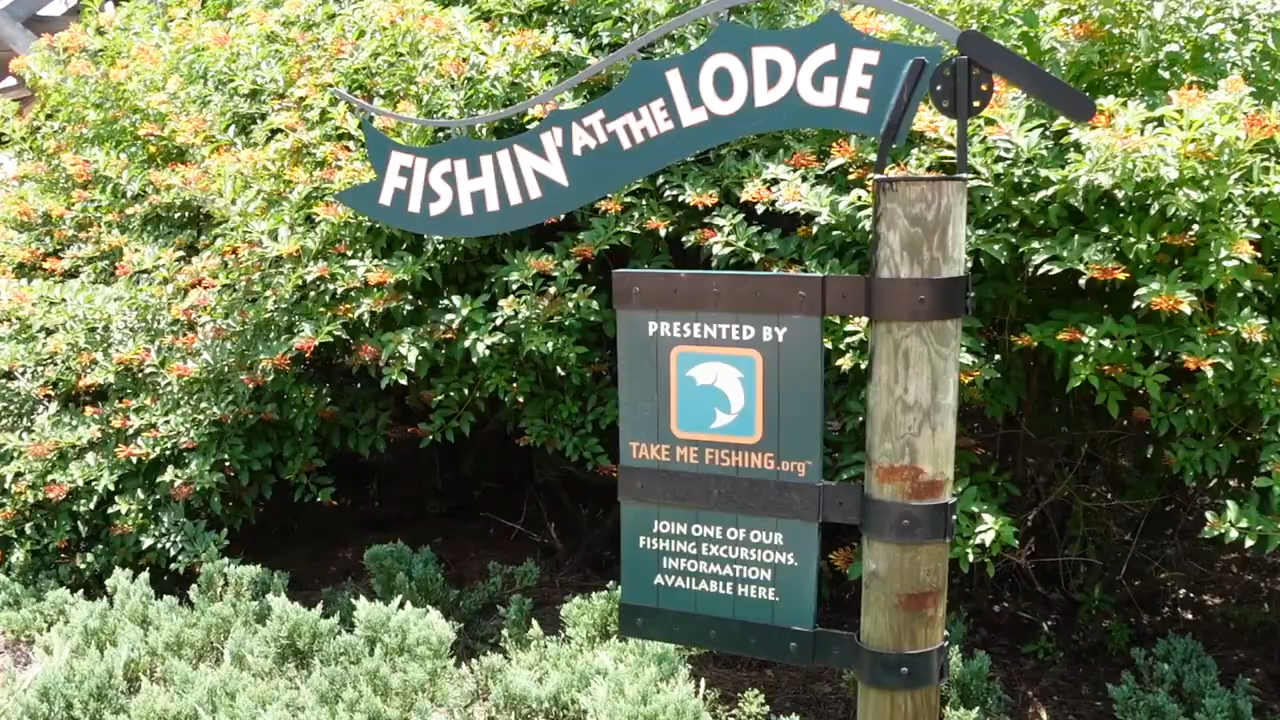 FISHIN' AT THE LODGE
PRESENTED BY
TAKE ME FISHING.org™
JOIN ONE OF OUR
FISHING EXCURSIONS.
INFORMATION
AVAILABLE HERE.